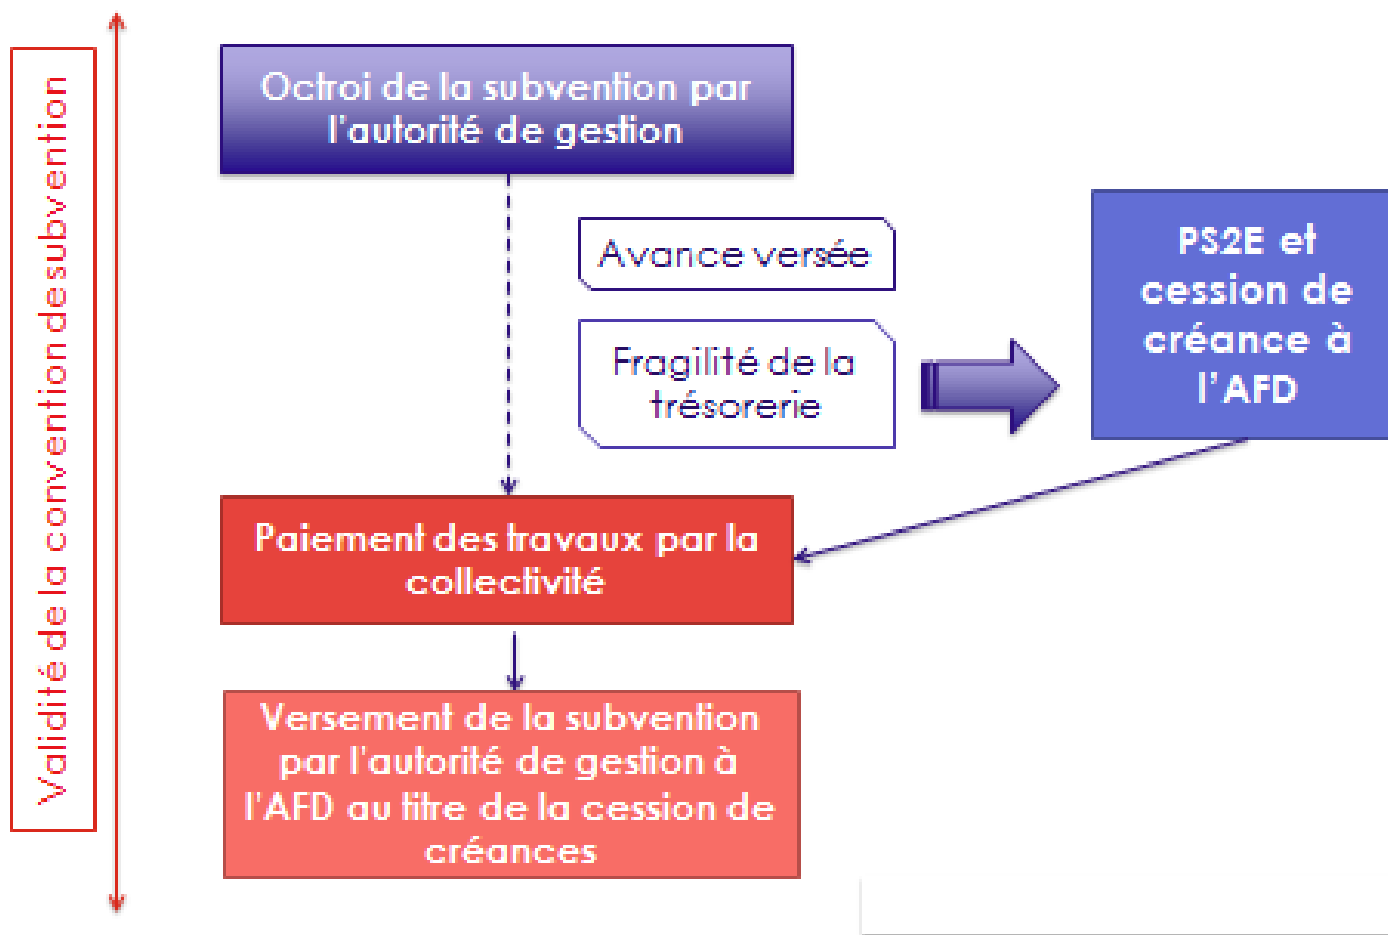 Validité de la convention de subvention
Octroi de la subvention par
l'autorité de gestion
Avance versée
Fragilité de la
trésorerie
PS2E et
cession de
créance à
l'AFD
Paiement des travaux par la
collectivité
Versement de la subvention
par l'autorité de gestion à
l'AFD au titre de la cession de
créances